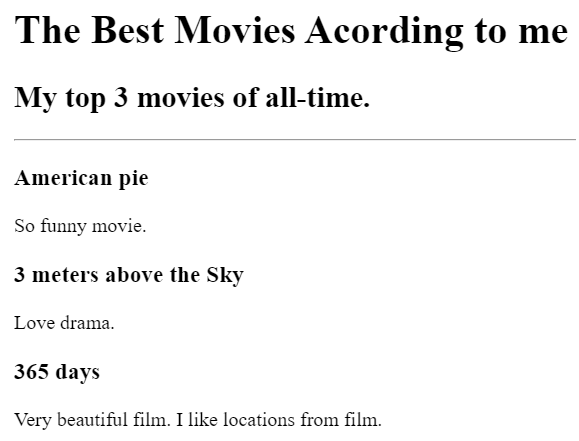 The Best Movies Acording to me
My top 3 movies of all-time.
American pie
So funny movie.
3 meters above the Sky
Love drama.
365 days
Very beautiful film. I like locations from film.